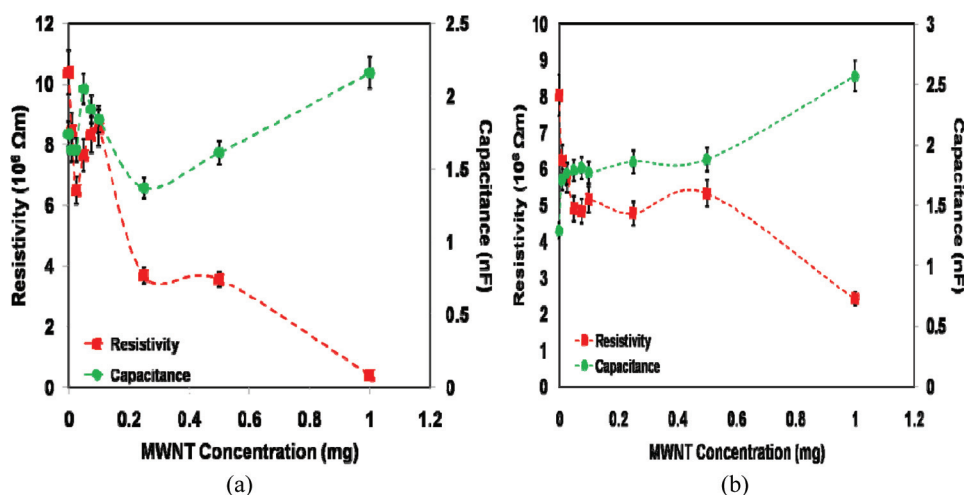 12
10
8
6
4
2
0
Resistivity (10⁶ Ωm)
2.5
2
1.5
1
0.5
0
Capacitance (nF)
Resistivity
Capacitance
0 0.2 0.4 0.6 0.8 1 1.2
MWNT Concentration (mg)
(a)
10
9
8
7
6
5
4
3
2
1
0
Resistivity (10⁶ Ωm)
3
2.5
2
1.5
1
0.5
0
Capacitance (nF)
Resistivity
Capacitance
0 0.2 0.4 0.6 0.8 1 1.2
MWNT Concentration (mg)
(b)